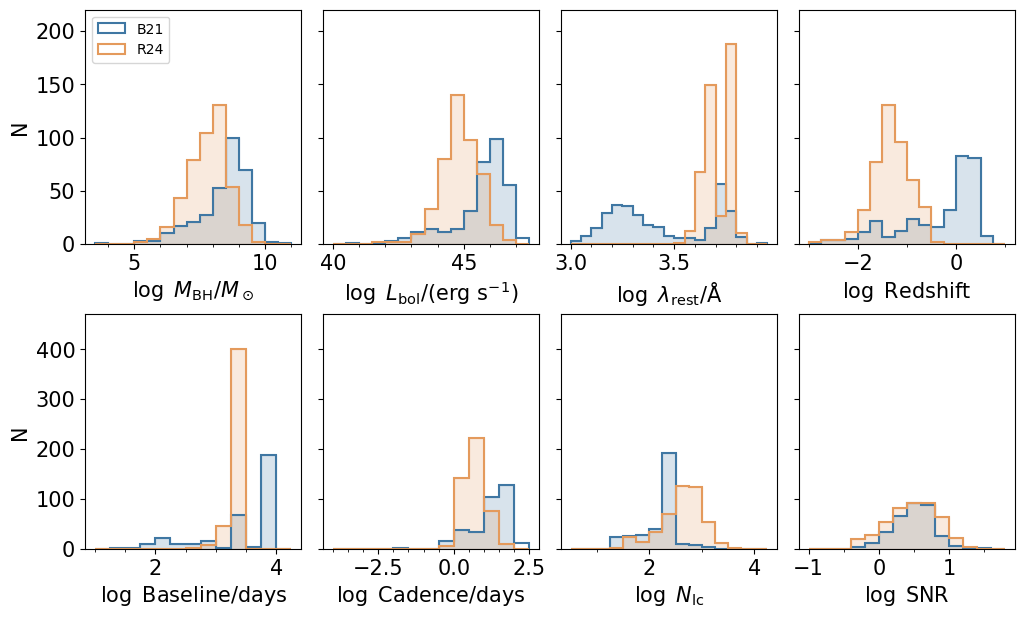 B21
R24
N
200
150
100
50
0
5 10
40 45
3.0 3.5
−2 0
log M_BH/M_⊙
log L_bol/(erg s⁻¹)
log λ_rest/Å
log Redshift
N
400
300
200
100
0
2 4
−2.5 0.0 2.5
2 4
−1 0 1
log Baseline/days
log Cadence/days
log N_lc
log SNR